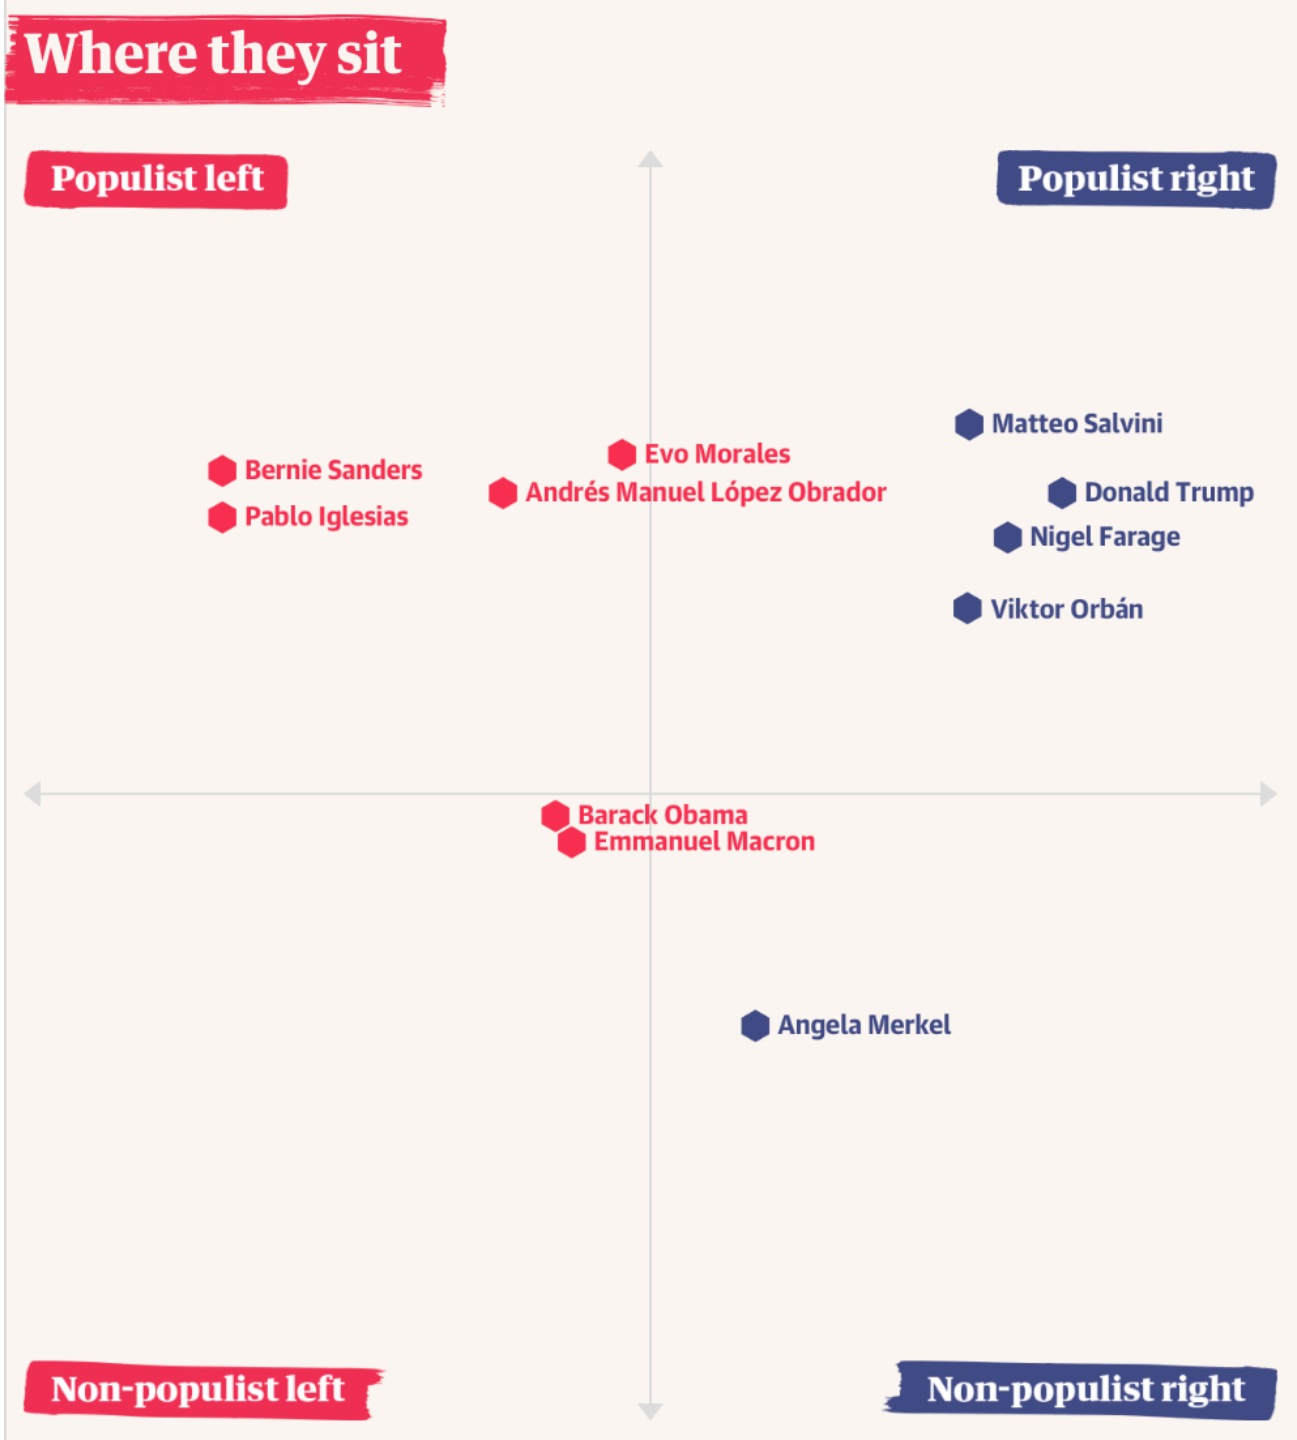 Where they sit
Populist left
Populist right
Matteo Salvini
Evo Morales
Bernie Sanders
Andrés Manuel López Obrador
Donald Trump
Pablo Iglesias
Nigel Farage
Viktor Orbán
Barack Obama
Emmanuel Macron
Angela Merkel
Non-populist left
Non-populist right